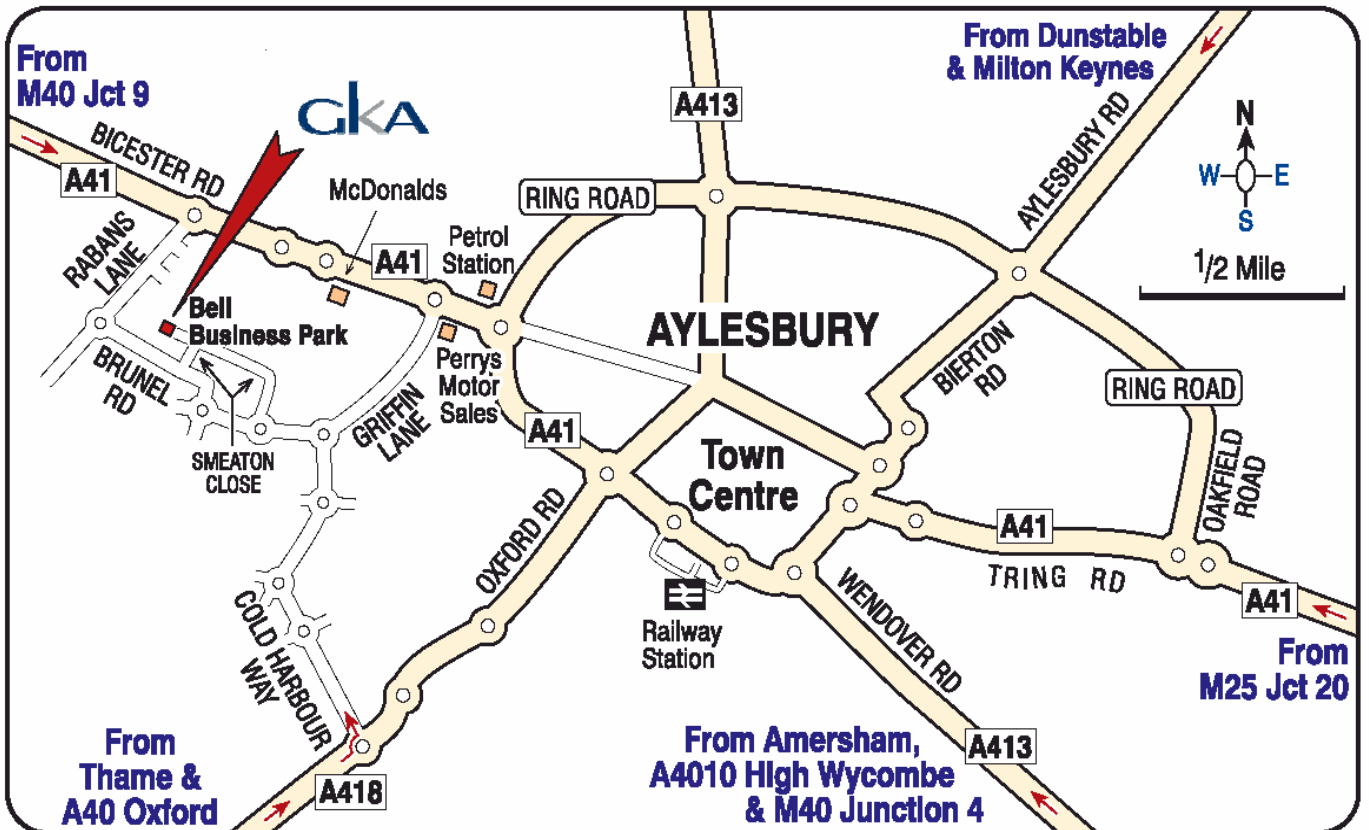 From
M40 Jct 9
GKA
From Dunstable
& Milton Keynes
A413
BICESTER RD
A41
McDonalds
RING ROAD
AYLESBURY RD
N
W
E
S
1/2 Mile
RABANS
LANE
A41
Petrol
Station
Bell
Business Park
AYLESBURY
BRUNEL
RD
Perrys
Motor
Sales
GRIFFIN
LANE
BIERTON
RD
RING ROAD
A41
SMEATON
CLOSE
Town
Centre
OAKFIELD
ROAD
OXFORD RD
A41
TRING RD
A41
COLD HARBOUR
WAY
Railway
Station
WENDOVER RD
From
M25 Jct 20
From
Thame &
A40 Oxford
A418
From Amersham,
A4010 High Wycombe
& M40 Junction 4
A413